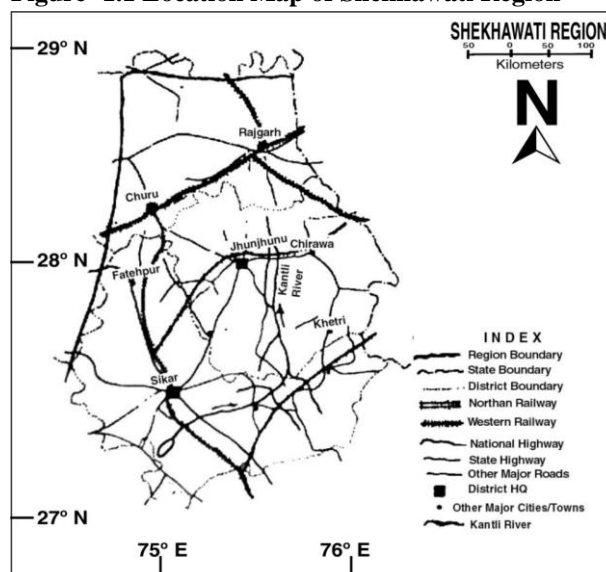 Figure 1.1 Location Map of Shekhawati Region
SHEKHAWATI REGION
50 0 50 100
Kilometers
N
29° N
28° N
27° N
75° E
76° E
Rajgarh
Churu
Jhunjhunu
Chirawa
Fatehpur
Kantli
River
Khetri
Sikar
INDEX
Region Boundary
State Boundary
District Boundary
Northan Railway
Western Railway
National Highway
State Highway
Other Major Roads
District HQ
Other Major Cities/Towns
Kantli River